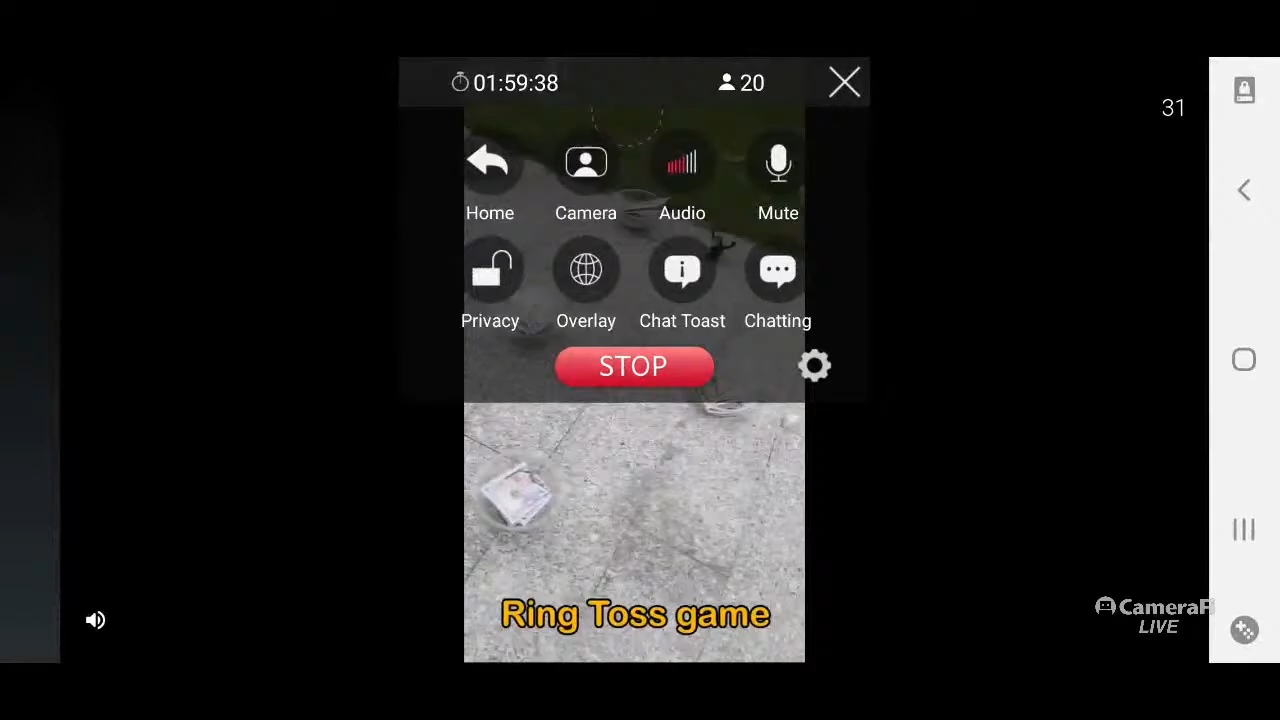 01:59:38
20
31
Home
Camera
Audio
Mute
Privacy
Overlay
Chat Toast
Chatting
STOP
Ring Toss game
CameraFi
LIVE